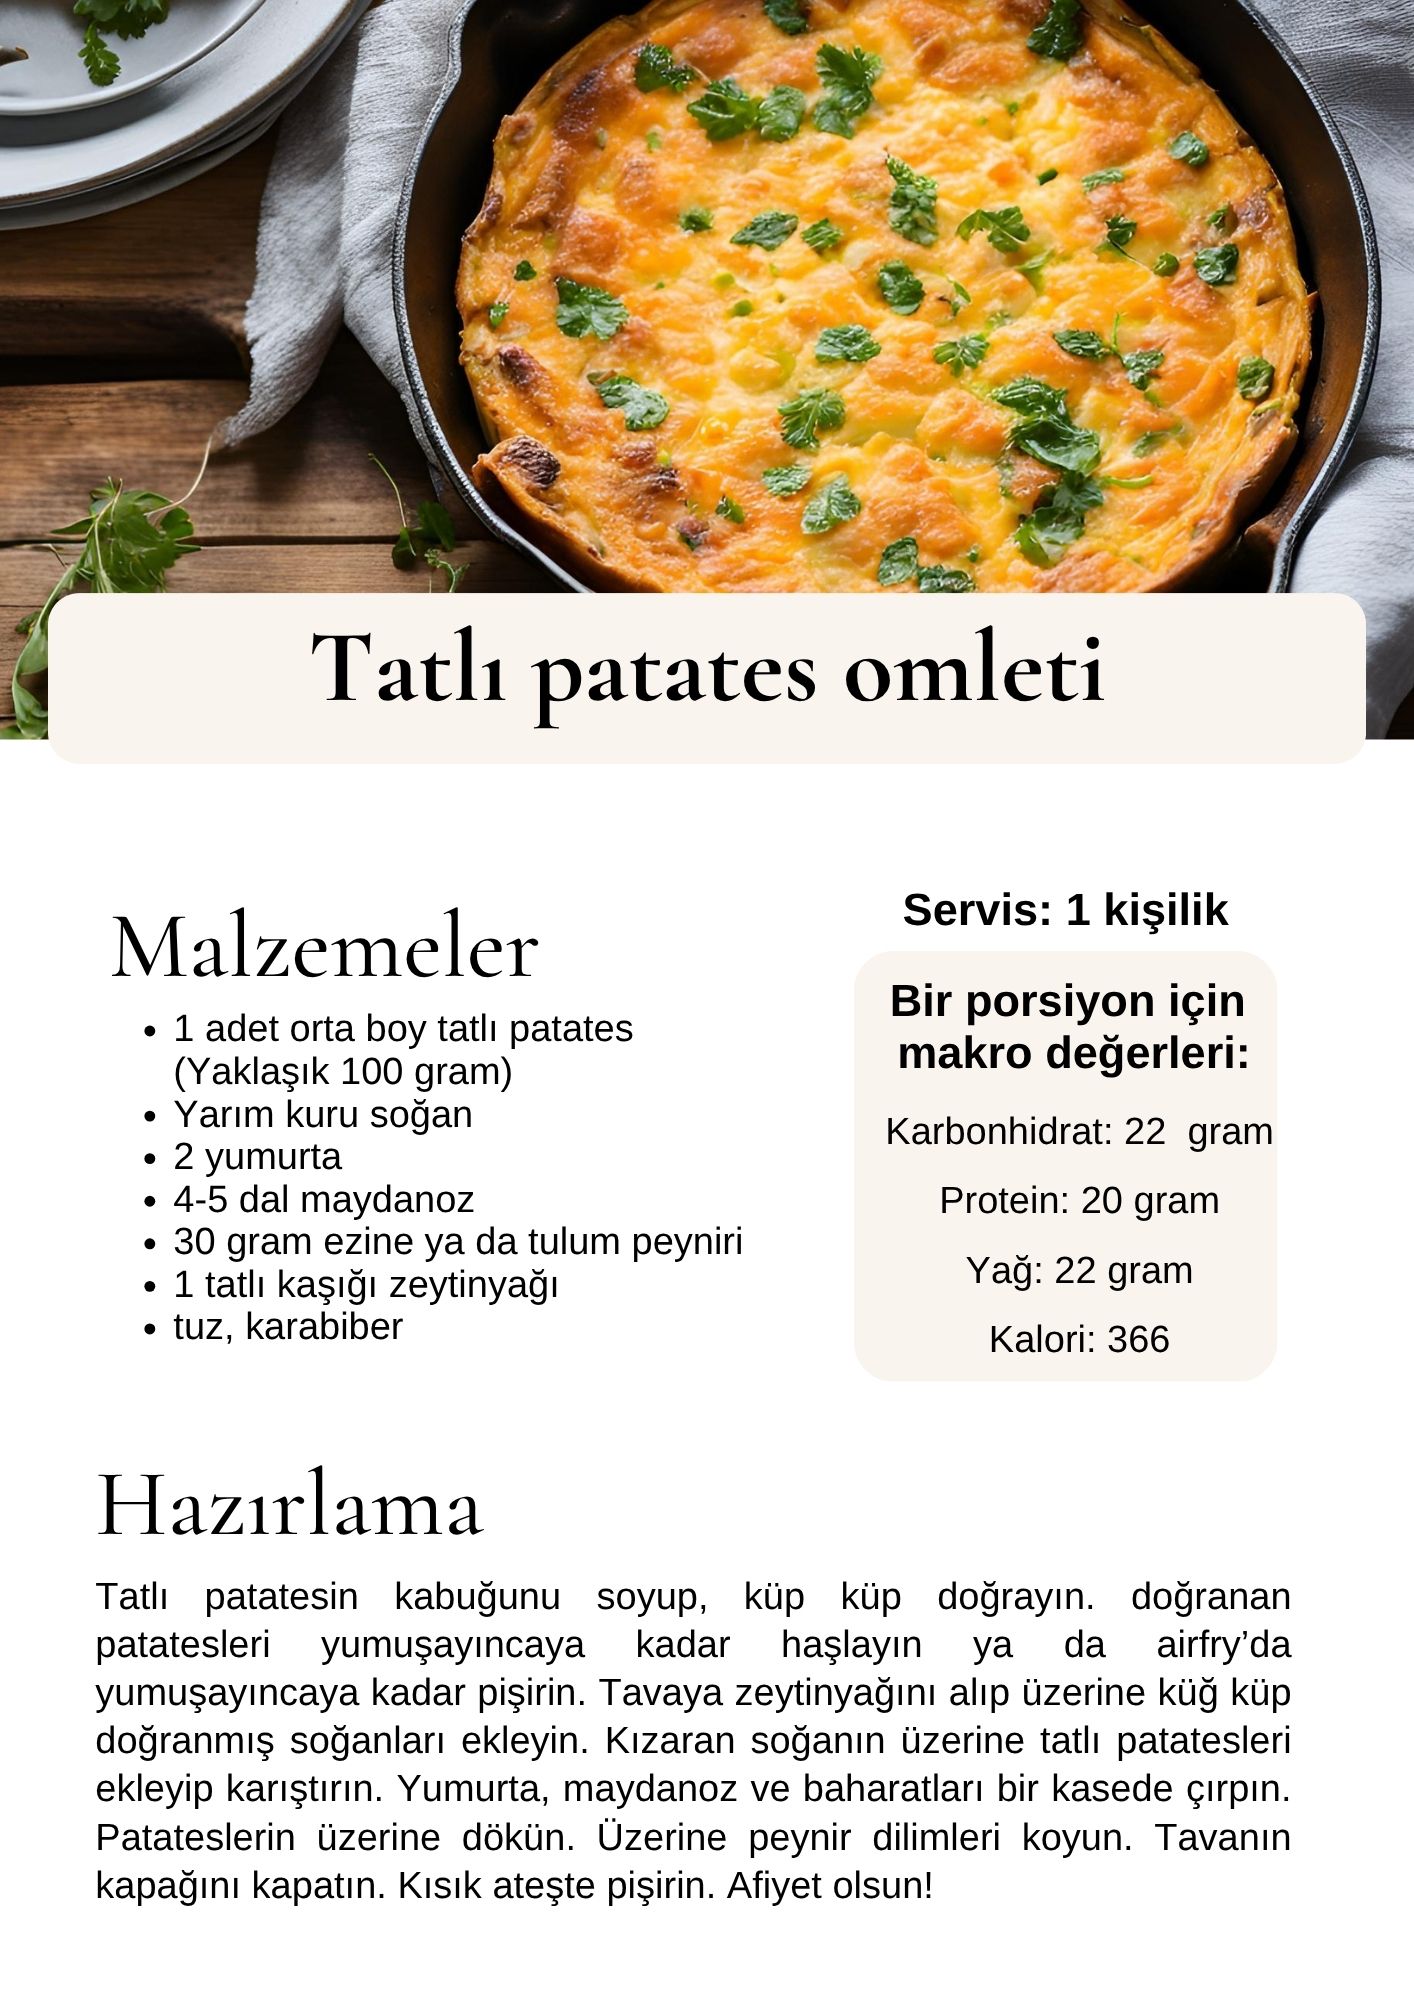 Tatlı patates omleti
Malzemeler
1 adet orta boy tatlı patates
(Yaklaşık 100 gram)
Yarım kuru soğan
2 yumurta
4-5 dal maydanoz
30 gram ezine ya da tulum peyniri
1 tatlı kaşığı zeytinyağı
tuz, karabiber
Servis: 1 kişilik
Bir porsiyon için
makro değerleri:
Karbonhidrat: 22  gram
Protein: 20 gram
Yağ: 22 gram
Kalori: 366
Hazırlama
Tatlı patatesin kabuğunu soyup, küp küp doğrayın. doğranan
patatesleri yumuşayıncaya kadar haşlayın ya da airfry’da
yumuşayıncaya kadar pişirin. Tavaya zeytinyağını alıp üzerine küğ küp
doğranmış soğanları ekleyin. Kızaran soğanın üzerine tatlı patatesleri
ekleyip karıştırın. Yumurta, maydanoz ve baharatları bir kasede çırpın.
Patateslerin üzerine dökün. Üzerine peynir dilimleri koyun. Tavanın
kapağını kapatın. Kısık ateşte pişirin. Afiyet olsun!